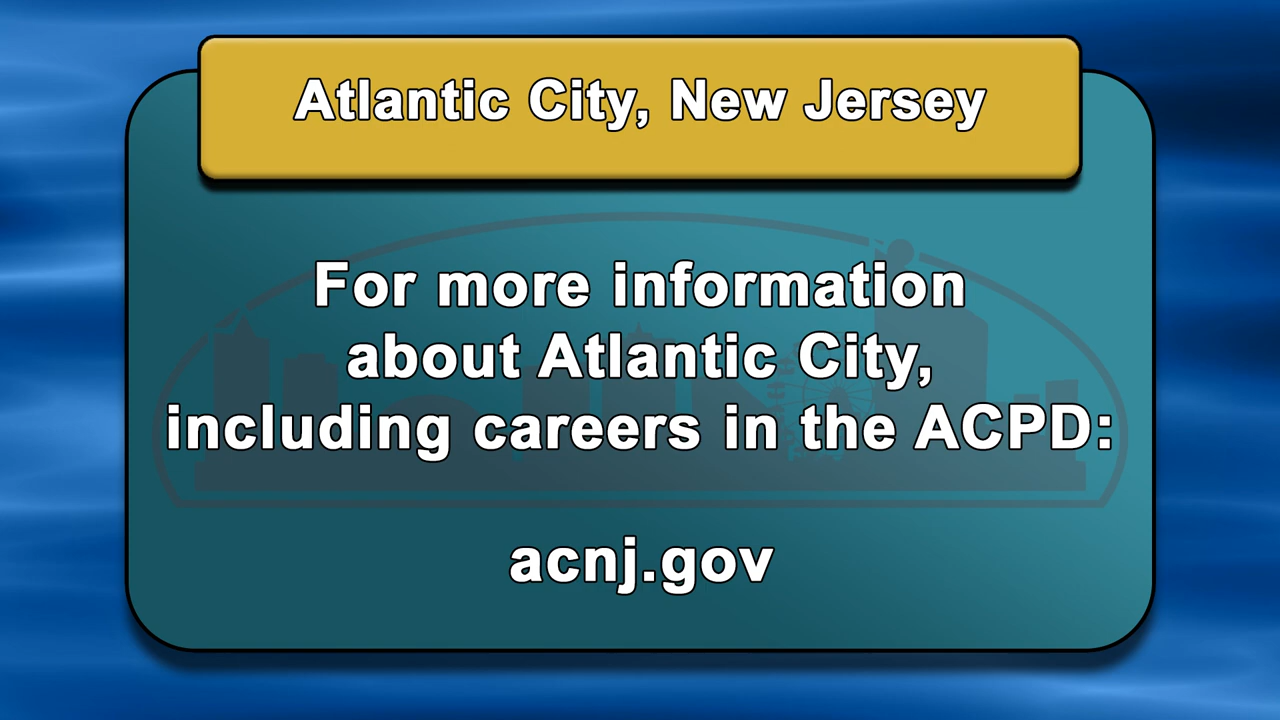 Atlantic City, New Jersey
For more information
about Atlantic City,
including careers in the ACPD:
acnj.gov